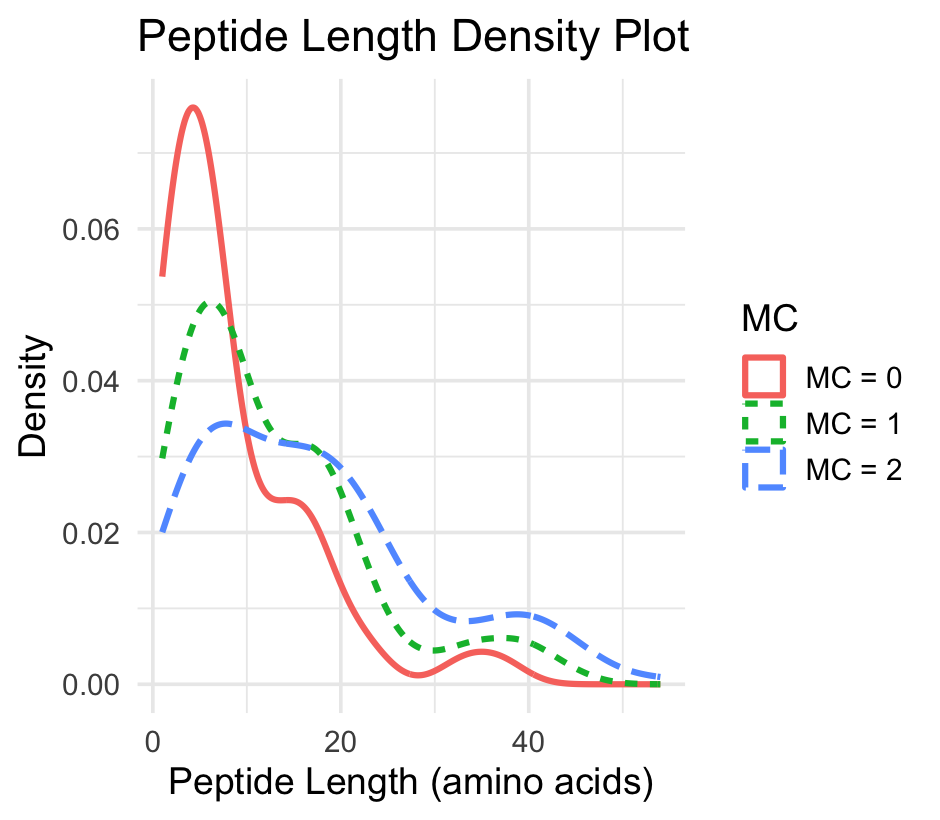 Peptide Length Density Plot
0.06
0.04
0.02
0.00
Density
0
20
40
Peptide Length (amino acids)
MC
MC = 0
MC = 1
MC = 2